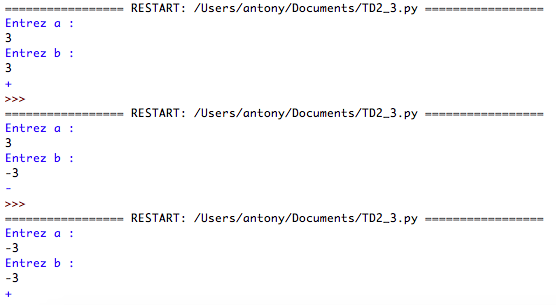 ================= RESTART: /Users/antony/Documents/TD2_3.py =================
Entrez a :
3
Entrez b :
3
+
>>>
================= RESTART: /Users/antony/Documents/TD2_3.py =================
Entrez a :
3
Entrez b :
-3
-
>>>
================= RESTART: /Users/antony/Documents/TD2_3.py =================
Entrez a :
-3
Entrez b :
-3
+